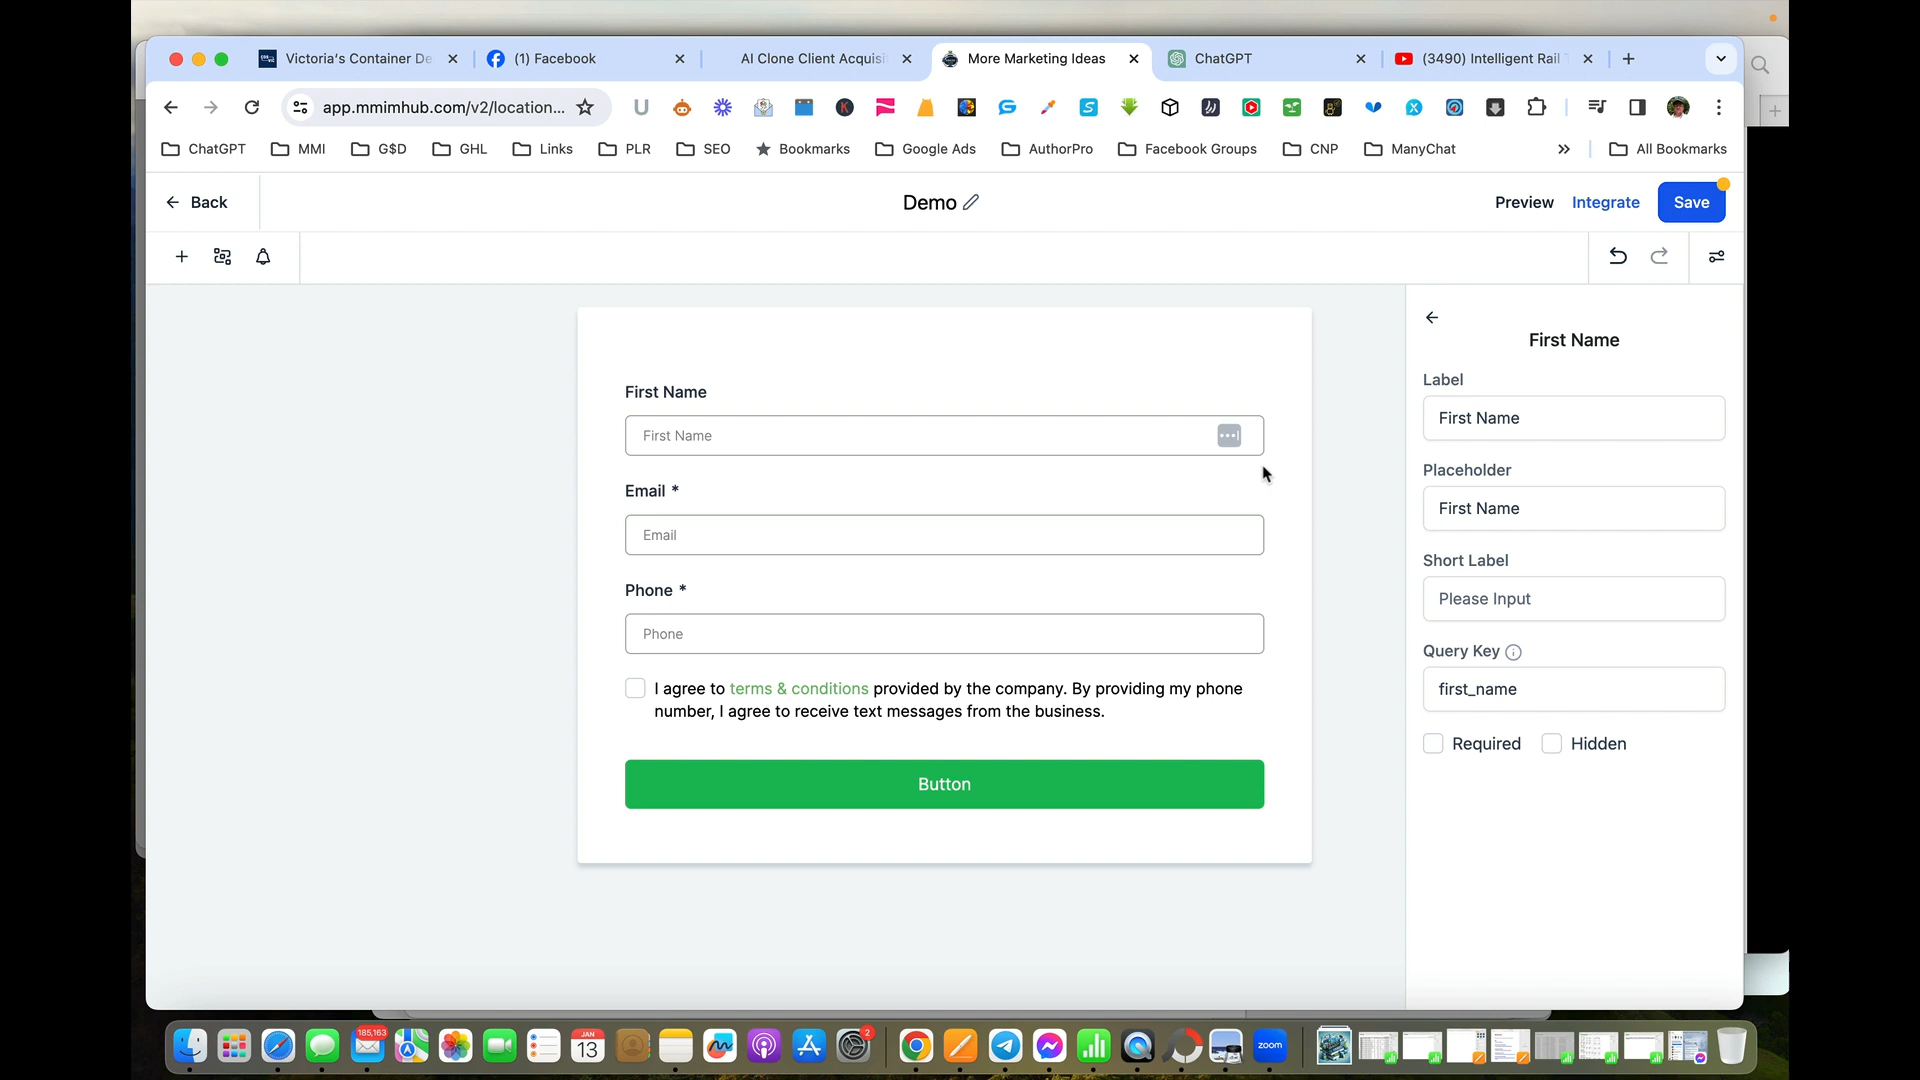 Victoria's Container De
(1) Facebook
AI Clone Client Acquisi
More Marketing Ideas
ChatGPT
(3490) Intelligent Rail T
app.mmimhub.com/v2/location...
ChatGPT
MMI
G$D
GHL
Links
PLR
SEO
Bookmarks
Google Ads
AuthorPro
Facebook Groups
CNP
ManyChat
All Bookmarks
Back
Demo
Preview
Integrate
Save
First Name
First Name
Email *
Email
Phone *
Phone
I agree to terms & conditions provided by the company. By providing my phone
number, I agree to receive text messages from the business.
Button
First Name
Label
First Name
Placeholder
First Name
Short Label
Please Input
Query Key
first_name
Required
Hidden
185,163
JAN
13
2
zoom